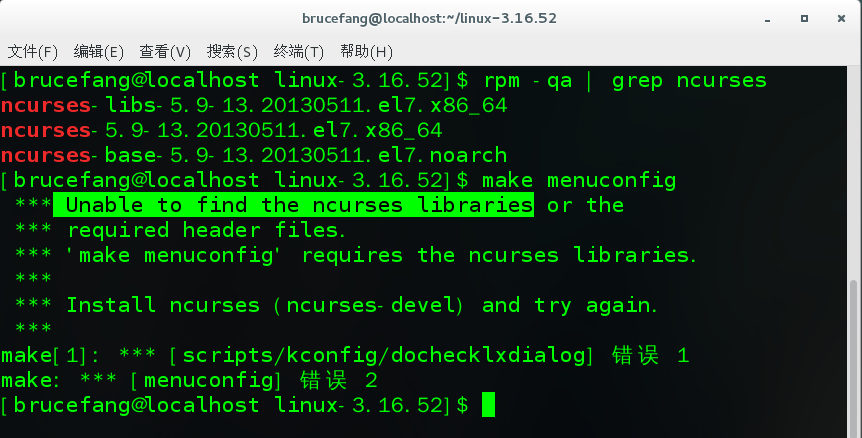 brucefang@localhost:~/linux-3.16.52
文件(F) 编辑(E) 查看(V) 搜索(S) 终端(T) 帮助(H)
[brucefang@localhost linux-3.16.52]$ rpm -qa | grep ncurses
ncurses-libs-5.9-13.20130511.el7.x86_64
ncurses-5.9-13.20130511.el7.x86_64
ncurses-base-5.9-13.20130511.el7.noarch
[brucefang@localhost linux-3.16.52]$ make menuconfig
 *** Unable to find the ncurses libraries or the
 *** required header files.
 *** 'make menuconfig' requires the ncurses libraries.
 ***
 *** Install ncurses (ncurses-devel) and try again.
 ***
make[1]: *** [scripts/kconfig/dochecklxdialog] 错误 1
make: *** [menuconfig] 错误 2
[brucefang@localhost linux-3.16.52]$